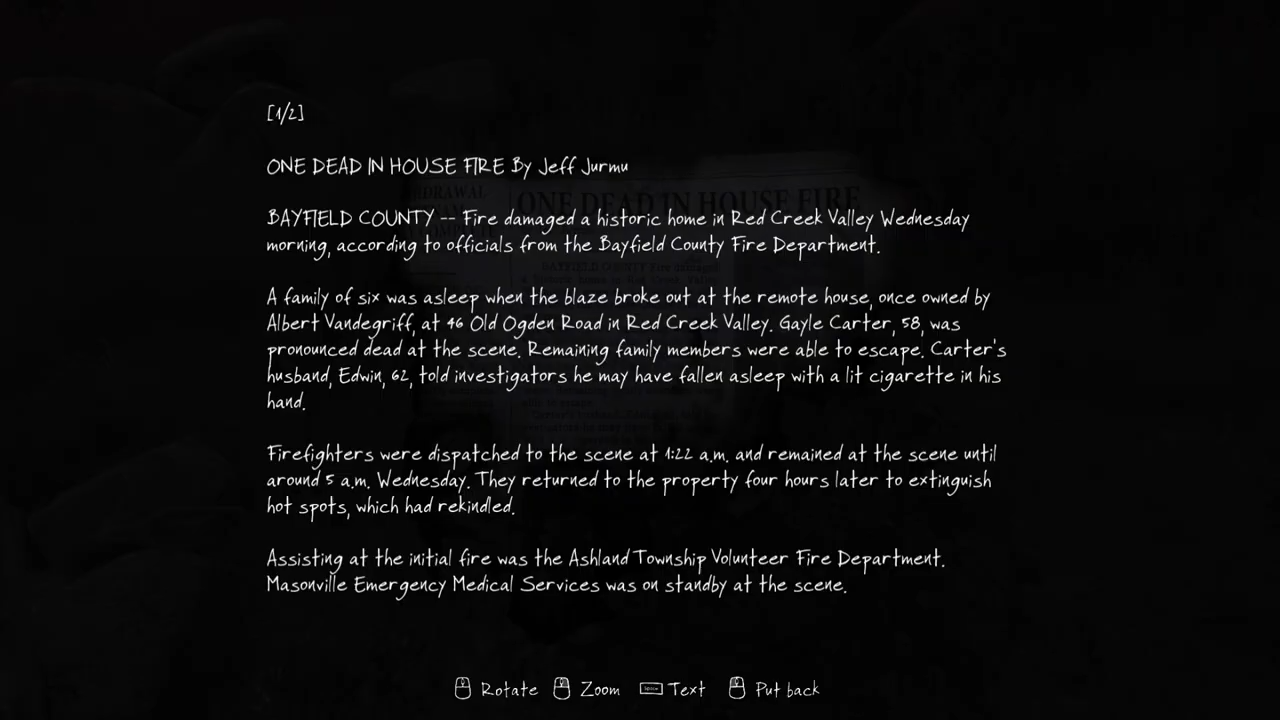 [1/2]
ONE DEAD IN HOUSE FIRE By Jeff Jurmu
BAYFIELD COUNTY -- Fire damaged a historic home in Red Creek Valley Wednesday
morning, according to officials from the Bayfield County Fire Department.
A family of six was asleep when the blaze broke out at the remote house, once owned by
Albert Vandegriff, at 46 Old Ogden Road in Red Creek Valley. Gayle Carter, 58, was
pronounced dead at the scene. Remaining family members were able to escape. Carter's
husband, Edwin, 62, told investigators he may have fallen asleep with a lit cigarette in his
hand.
Firefighters were dispatched to the scene at 1:22 a.m. and remained at the scene until
around 5 a.m. Wednesday. They returned to the property four hours later to extinguish
hot spots, which had rekindled.
Assisting at the initial fire was the Ashland Township Volunteer Fire Department.
Masonville Emergency Medical Services was on standby at the scene.
ONE DEAD IN HOUSE FIRE
Rotate Zoom Text Put back